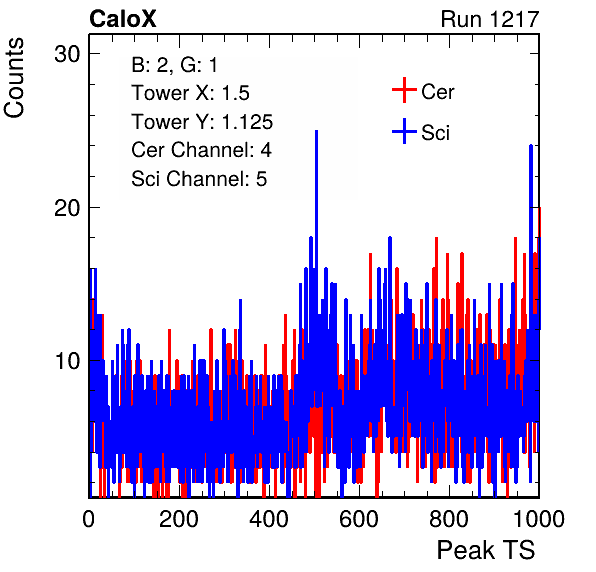 CaloX
Run 1217
Counts
30
20
10
B: 2, G: 1
Tower X: 1.5
Tower Y: 1.125
Cer Channel: 4
Sci Channel: 5
Cer
Sci
0
200
400
600
800
1000
Peak TS